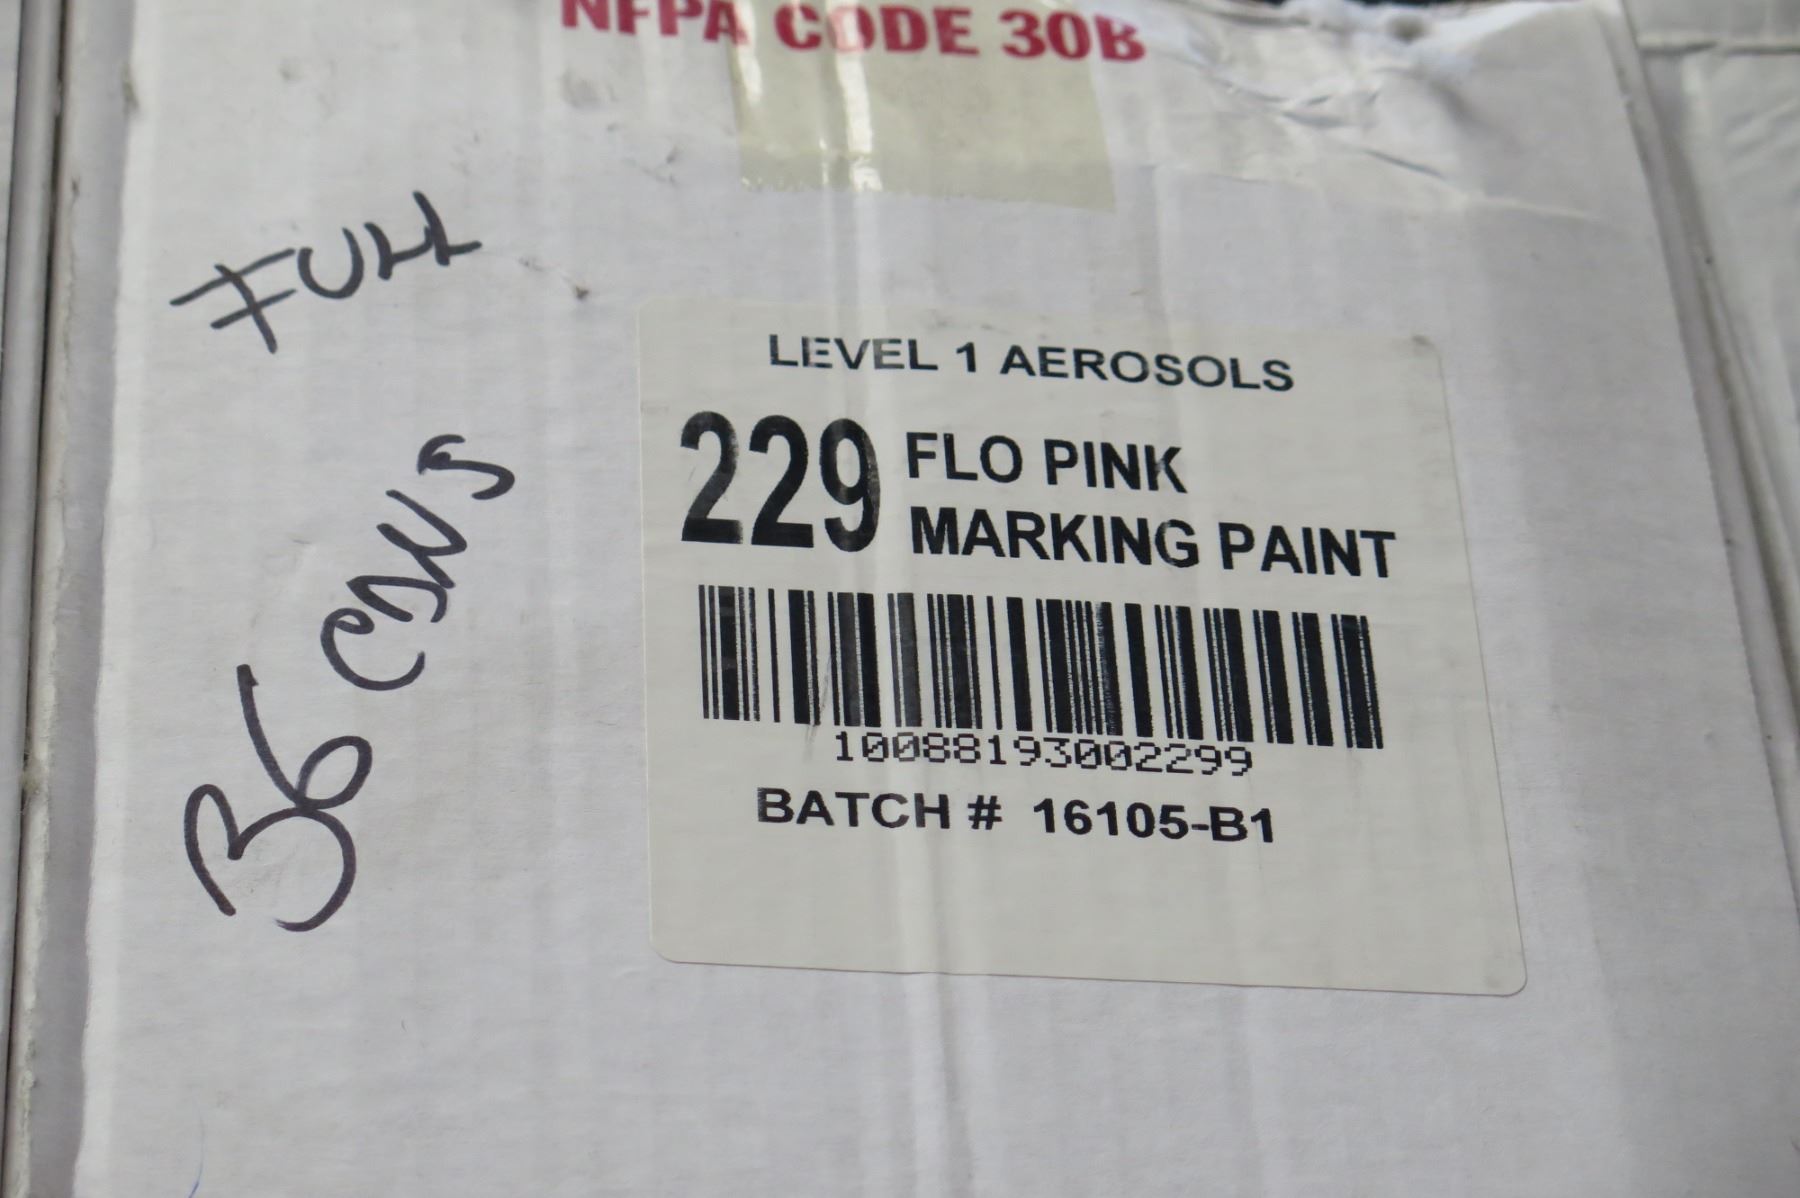 NFPA CODE 30B
FULL
36 CANS
LEVEL 1 AEROSOLS
229 FLO PINK
MARKING PAINT
10088193002299
BATCH # 16105-B1